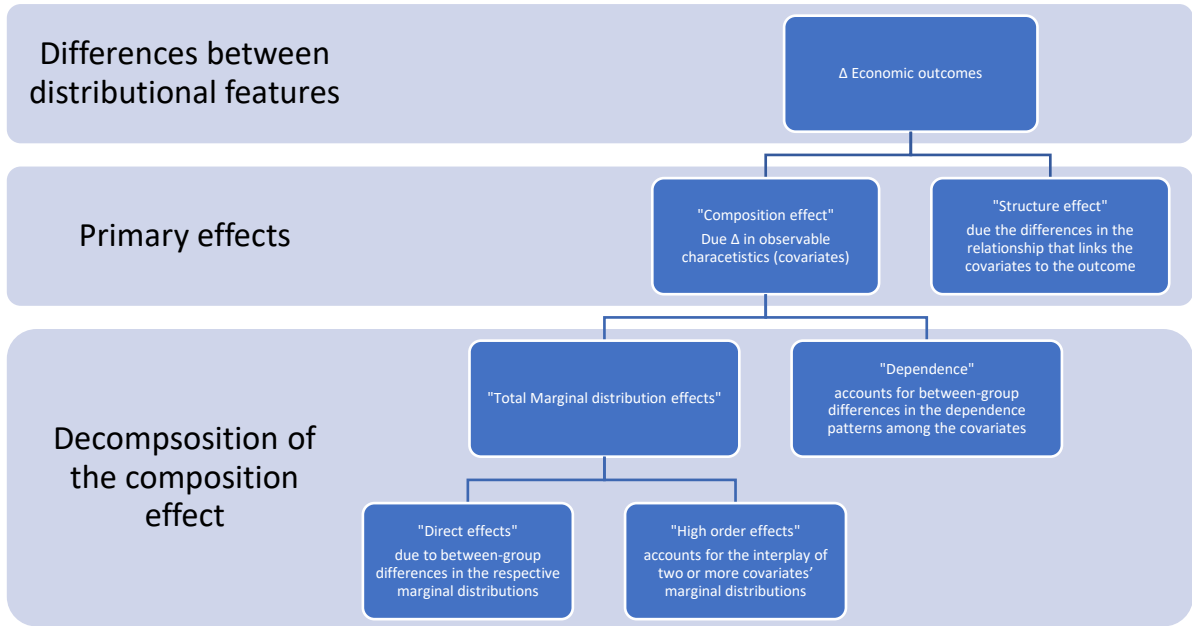 Differences between
distributional features
Δ Economic outcomes
Primary effects
"Composition effect"
Due Δ in observable
characetistics (covariates)
"Structure effect"
due the differences in the
relationship that links the
covariates to the outcome
Decompsosition of
the composition
effect
"Total Marginal distribution effects"
"Dependence"
accounts for between-group
differences in the dependence
patterns among the covariates
"Direct effects"
due to between-group
differences in the respective
marginal distributions
"High order effects"
accounts for the interplay of
two or more covariates’
marginal distributions